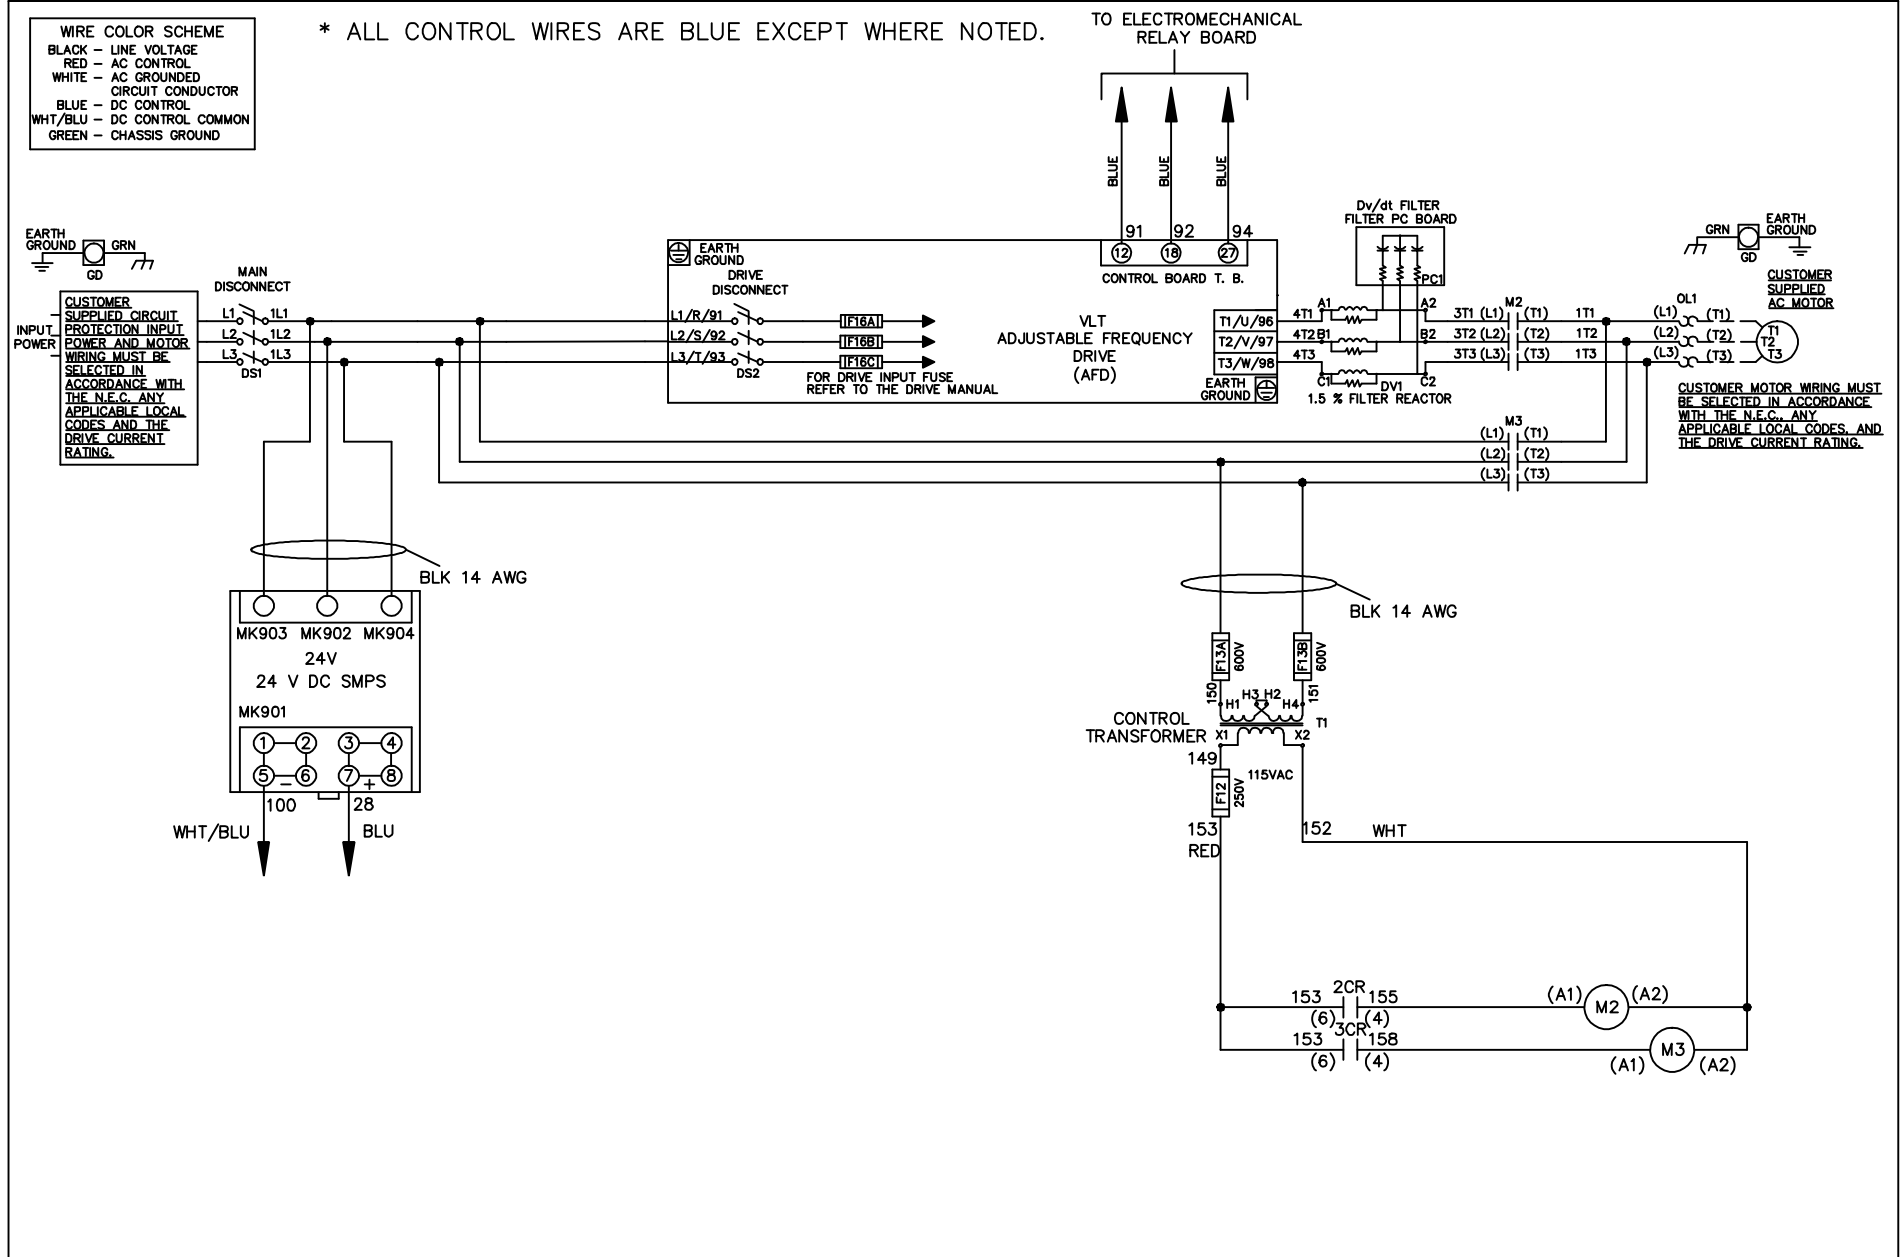 WIRE COLOR SCHEME
BLACK – LINE VOLTAGE
RED – AC CONTROL
WHITE – AC GROUNDED
CIRCUIT CONDUCTOR
BLUE – DC CONTROL
WHT/BLU – DC CONTROL COMMON
GREEN – CHASSIS GROUND
* ALL CONTROL WIRES ARE BLUE EXCEPT WHERE NOTED.
TO ELECTROMECHANICAL
RELAY BOARD
BLUE
BLUE
BLUE
91
92
94
12
18
27
CONTROL BOARD T. B.
EARTH
GROUND
GRN
GD
INPUT
POWER
CUSTOMER
SUPPLIED CIRCUIT
PROTECTION INPUT
POWER AND MOTOR
WIRING MUST BE
SELECTED IN
ACCORDANCE WITH
THE N.E.C. ANY
APPLICABLE LOCAL
CODES AND THE
DRIVE CURRENT
RATING.
MAIN
DISCONNECT
L1
1L1
L2
1L2
L3
1L3
DS1
EARTH
GROUND
DRIVE
DISCONNECT
L1/R/91
L2/S/92
L3/T/93
DS2
F16A
F16B
F16C
FOR DRIVE INPUT FUSE
REFER TO THE DRIVE MANUAL
VLT
ADJUSTABLE FREQUENCY
DRIVE
(AFD)
T1/U/96
T2/V/97
T3/W/98
EARTH
GROUND
Dv/dt FILTER
FILTER PC BOARD
PC1
4T1
A1
A2
4T2
B1
B2
4T3
C1
C2
DV1
1.5 % FILTER REACTOR
M2
3T1 (L1) (T1) 1T1
3T2 (L2) (T2) 1T2
3T3 (L3) (T3) 1T3
OL1
(L1) (T1)
(L2) (T2)
(L3) (T3)
T1
T2
T3
GRN
GD
EARTH
GROUND
CUSTOMER
SUPPLIED
AC MOTOR
CUSTOMER MOTOR WIRING MUST
BE SELECTED IN ACCORDANCE
WITH THE N.E.C., ANY
APPLICABLE LOCAL CODES, AND
THE DRIVE CURRENT RATING.
M3
(L1) (T1)
(L2) (T2)
(L3) (T3)
BLK 14 AWG
MK903 MK902 MK904
24V
24 V DC SMPS
MK901
1 2 3 4
5 – 6 7 + 8
100
28
WHT/BLU
BLU
BLK 14 AWG
F13A
600V
F13B
600V
150
151
H1 H3 H2 H4
T1
CONTROL
TRANSFORMER
X1
X2
149
115VAC
F12
250V
153
RED
152
WHT
153 2CR 155
(6) (4)
(A1) M2 (A2)
153 3CR 158
(6) (4)
(A1) M3 (A2)